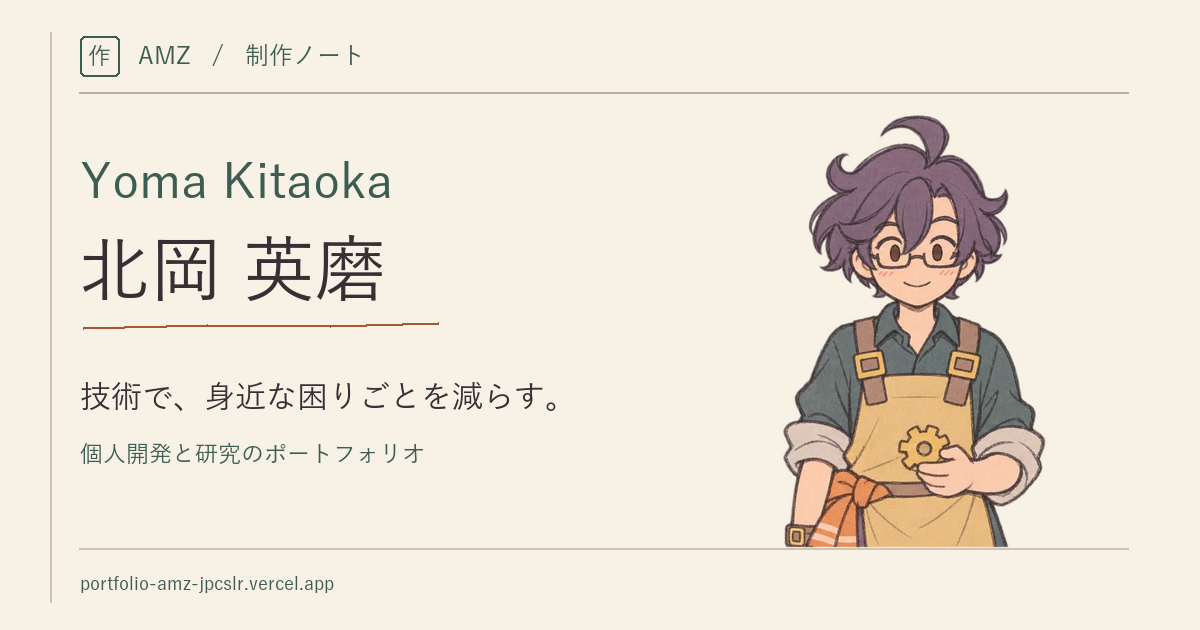 作 AMZ / 制作ノート
Yoma Kitaoka
北岡 英磨
技術で、身近な困りごとを減らす。
個人開発と研究のポートフォリオ
portfolio-amz-jpcslr.vercel.app